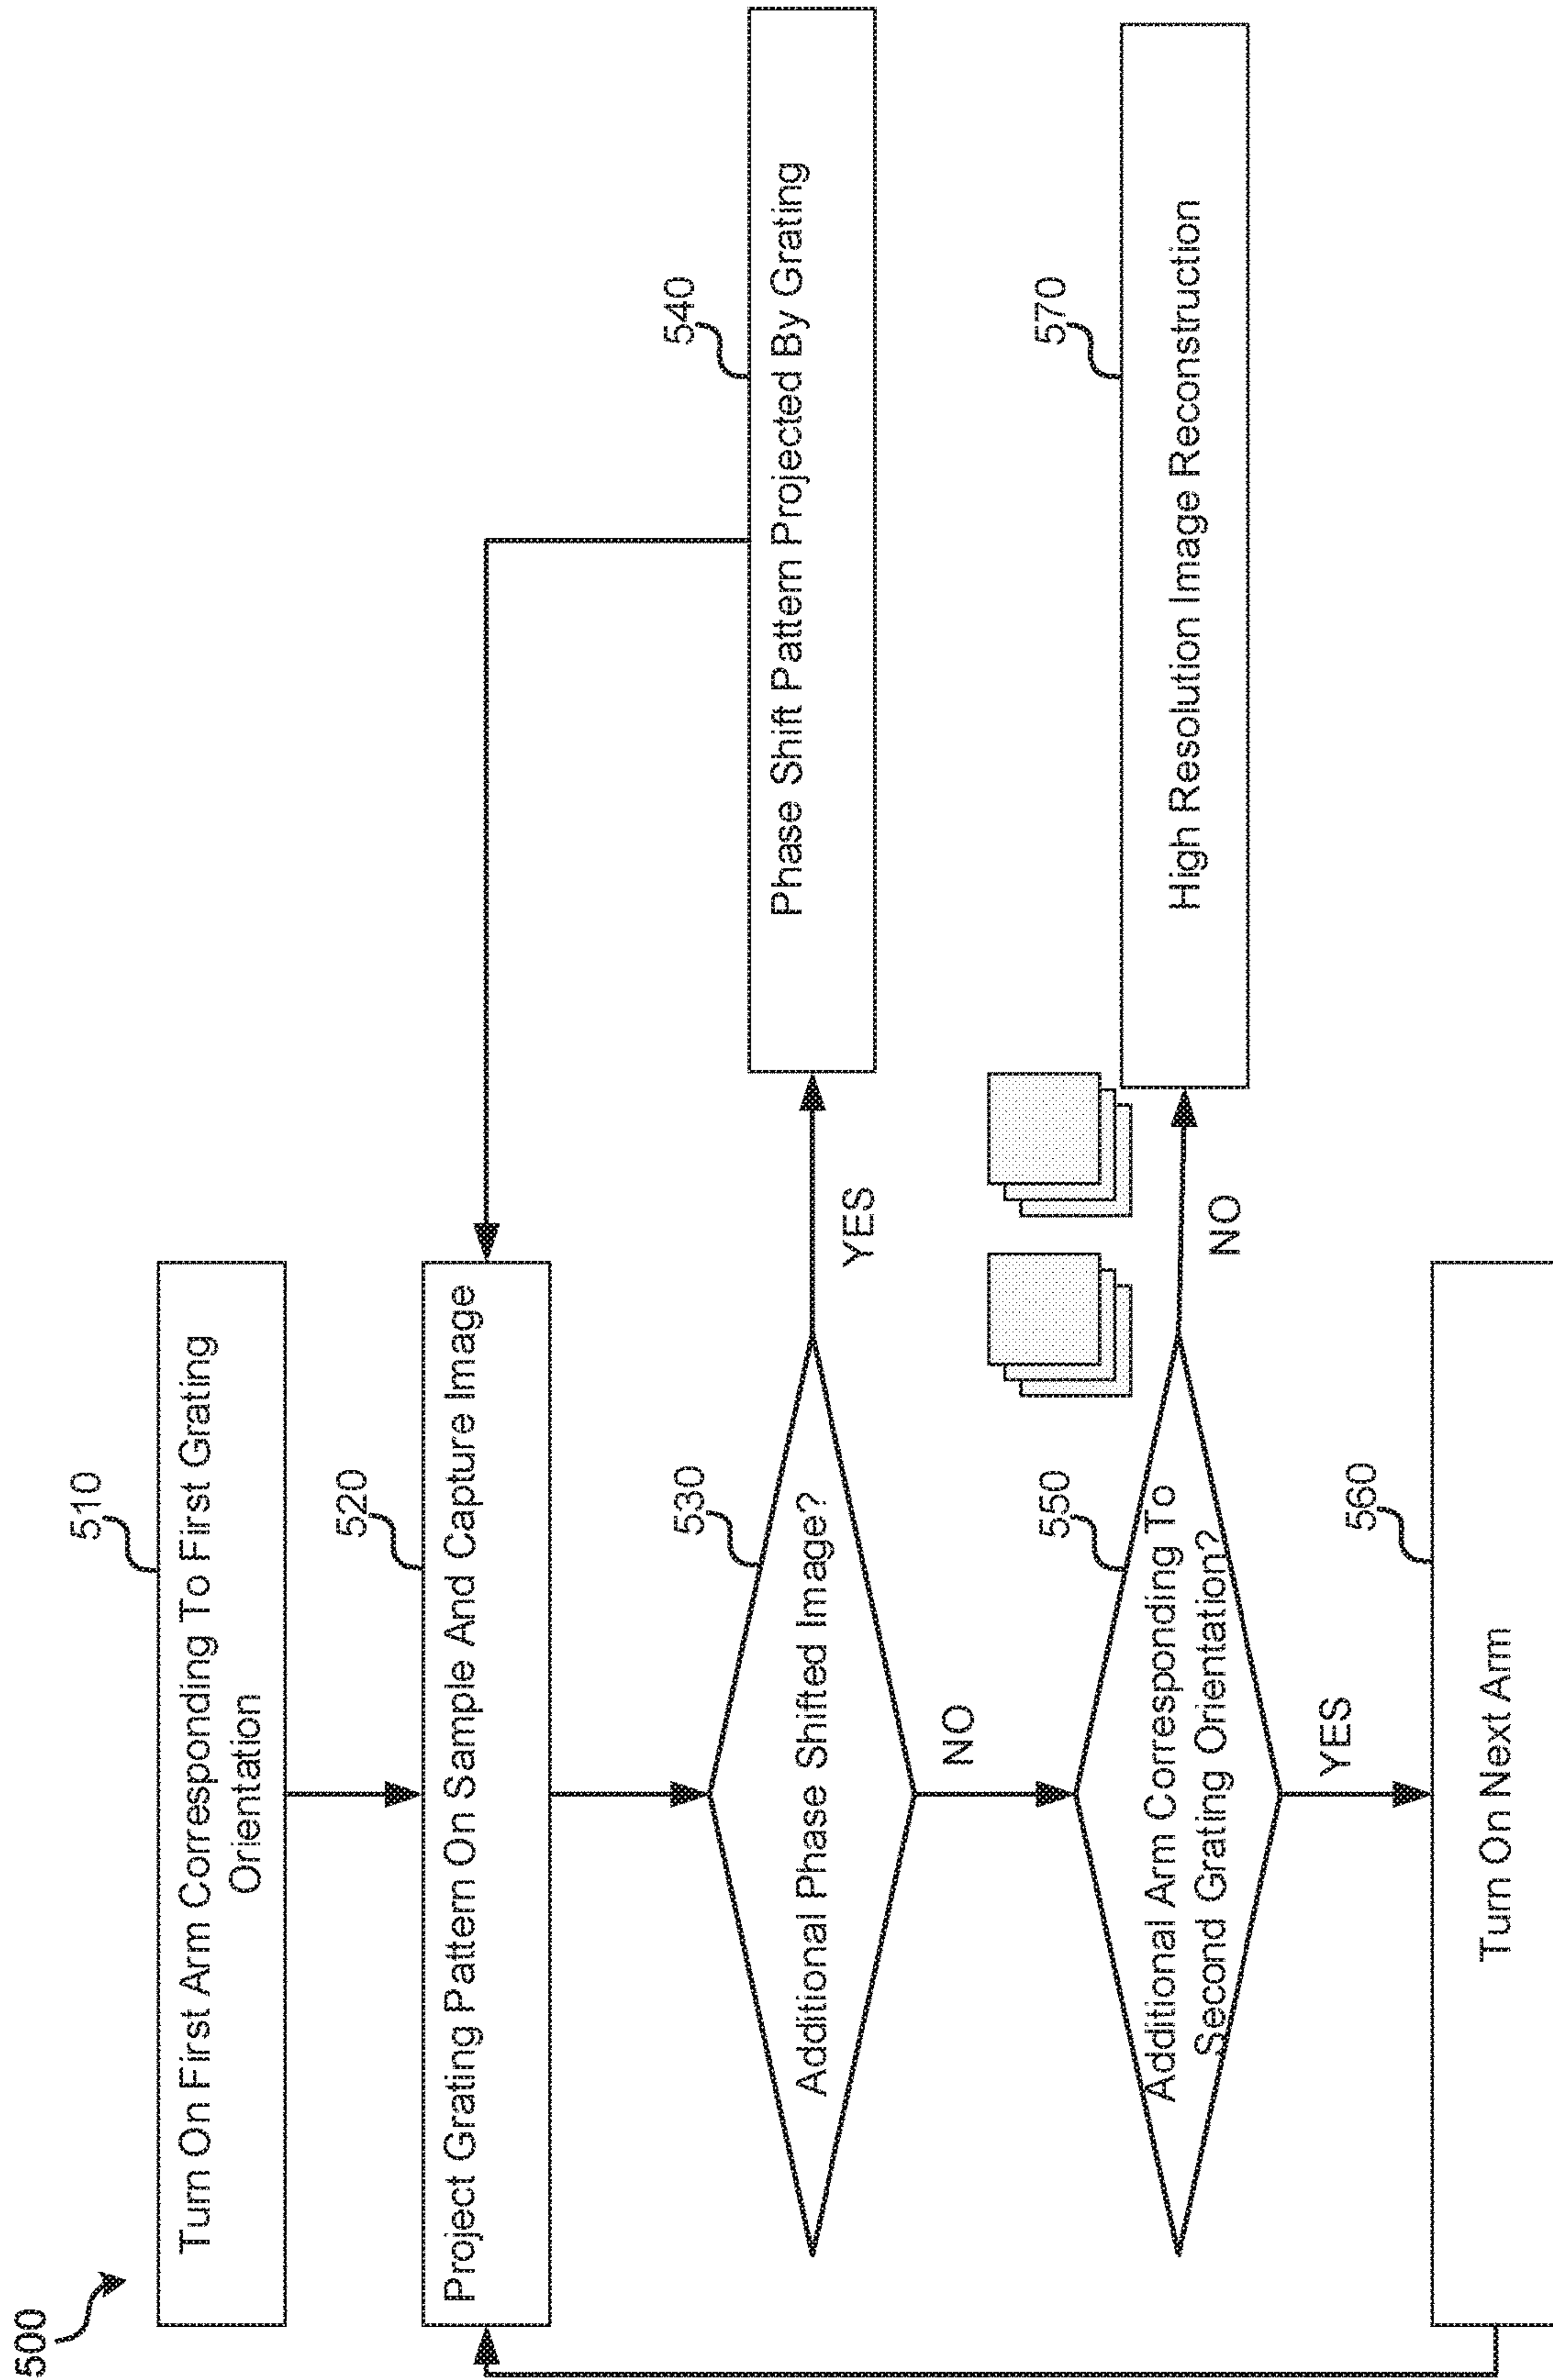 500
510
Turn On First Arm Corresponding To First Grating
Orientation
520
Project Grating Pattern On Sample And Capture Image
530
Additional Phase Shifted Image?
YES
540
Phase Shift Pattern Projected By Grating
NO
550
Additional Arm Corresponding To
Second Grating Orientation?
NO
570
High Resolution Image Reconstruction
YES
560
Turn On Next Arm